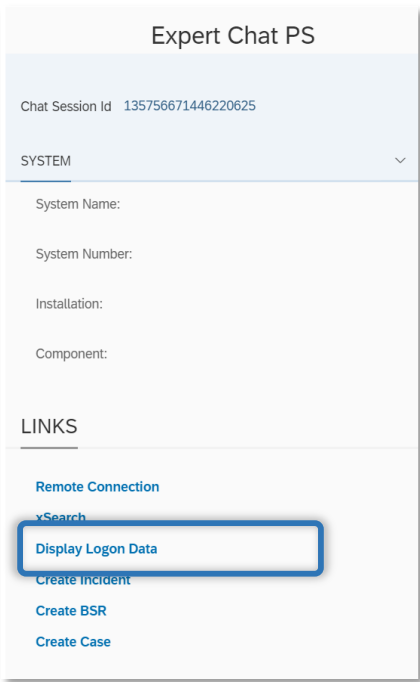 Expert Chat PS
Chat Session Id 135756671446220625
SYSTEM
System Name:
System Number:
Installation:
Component:
LINKS
Remote Connection
xSearch
Display Logon Data
Create Incident
Create BSR
Create Case